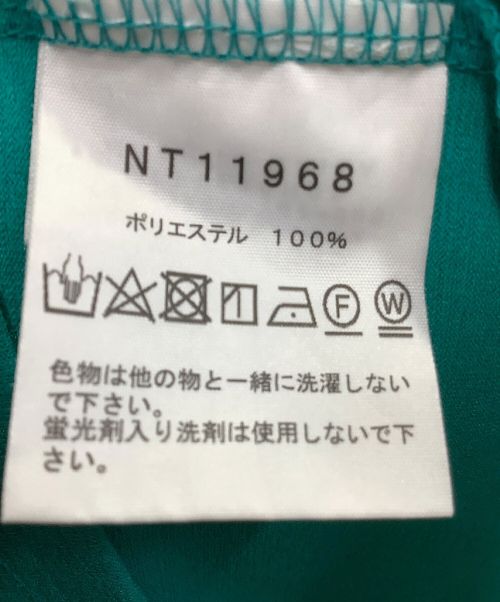 NT11968
ポリエステル 100%
F W
色物は他の物と一緒に洗濯しない
で下さい。
蛍光剤入り洗剤は使用しないで下
さい。